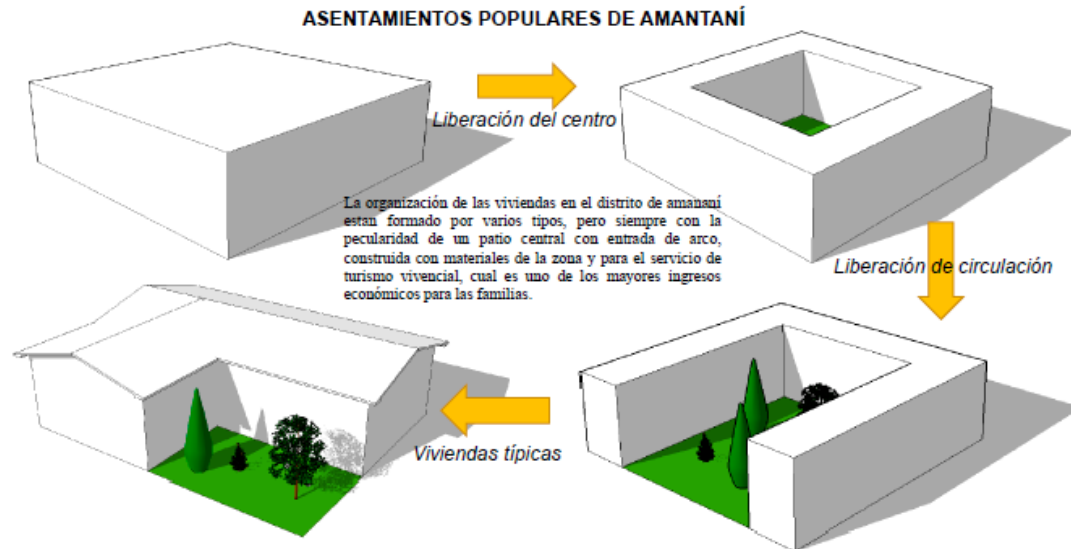 ASENTAMIENTOS POPULARES DE AMANTANÍ
Liberación del centro
La organización de las viviendas en el distrito de amananí
estan formado por varios tipos, pero siempre con la
pecularidad de un patio central con entrada de arco,
construida con materiales de la zona y para el servicio de
turismo vivencial, cual es uno de los mayores ingresos
económicos para las familias.
Liberación de circulación
Viviendas típicas